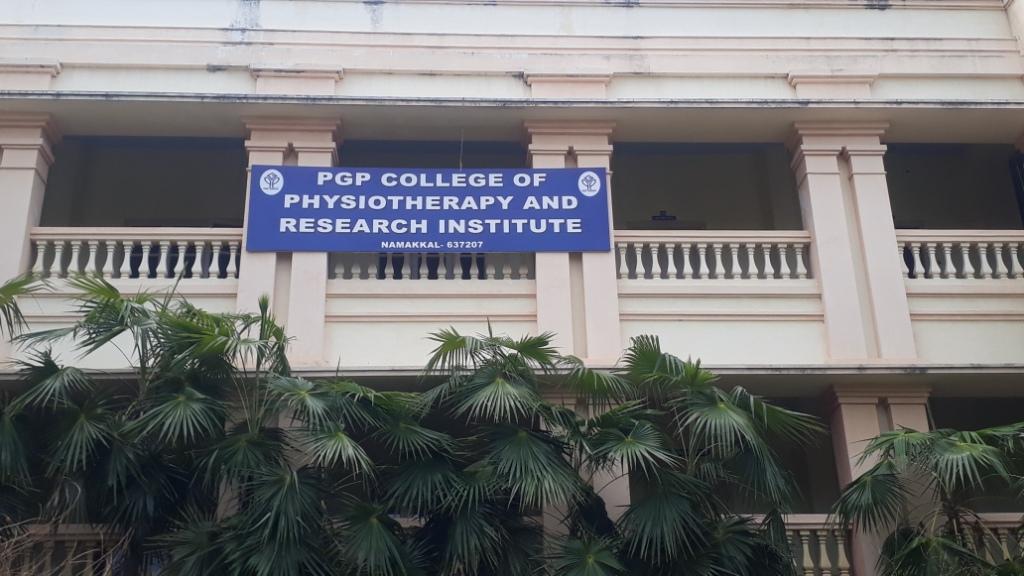 PGP COLLEGE OF
PHYSIOTHERAPY AND
RESEARCH INSTITUTE
NAMAKKAL- 637207